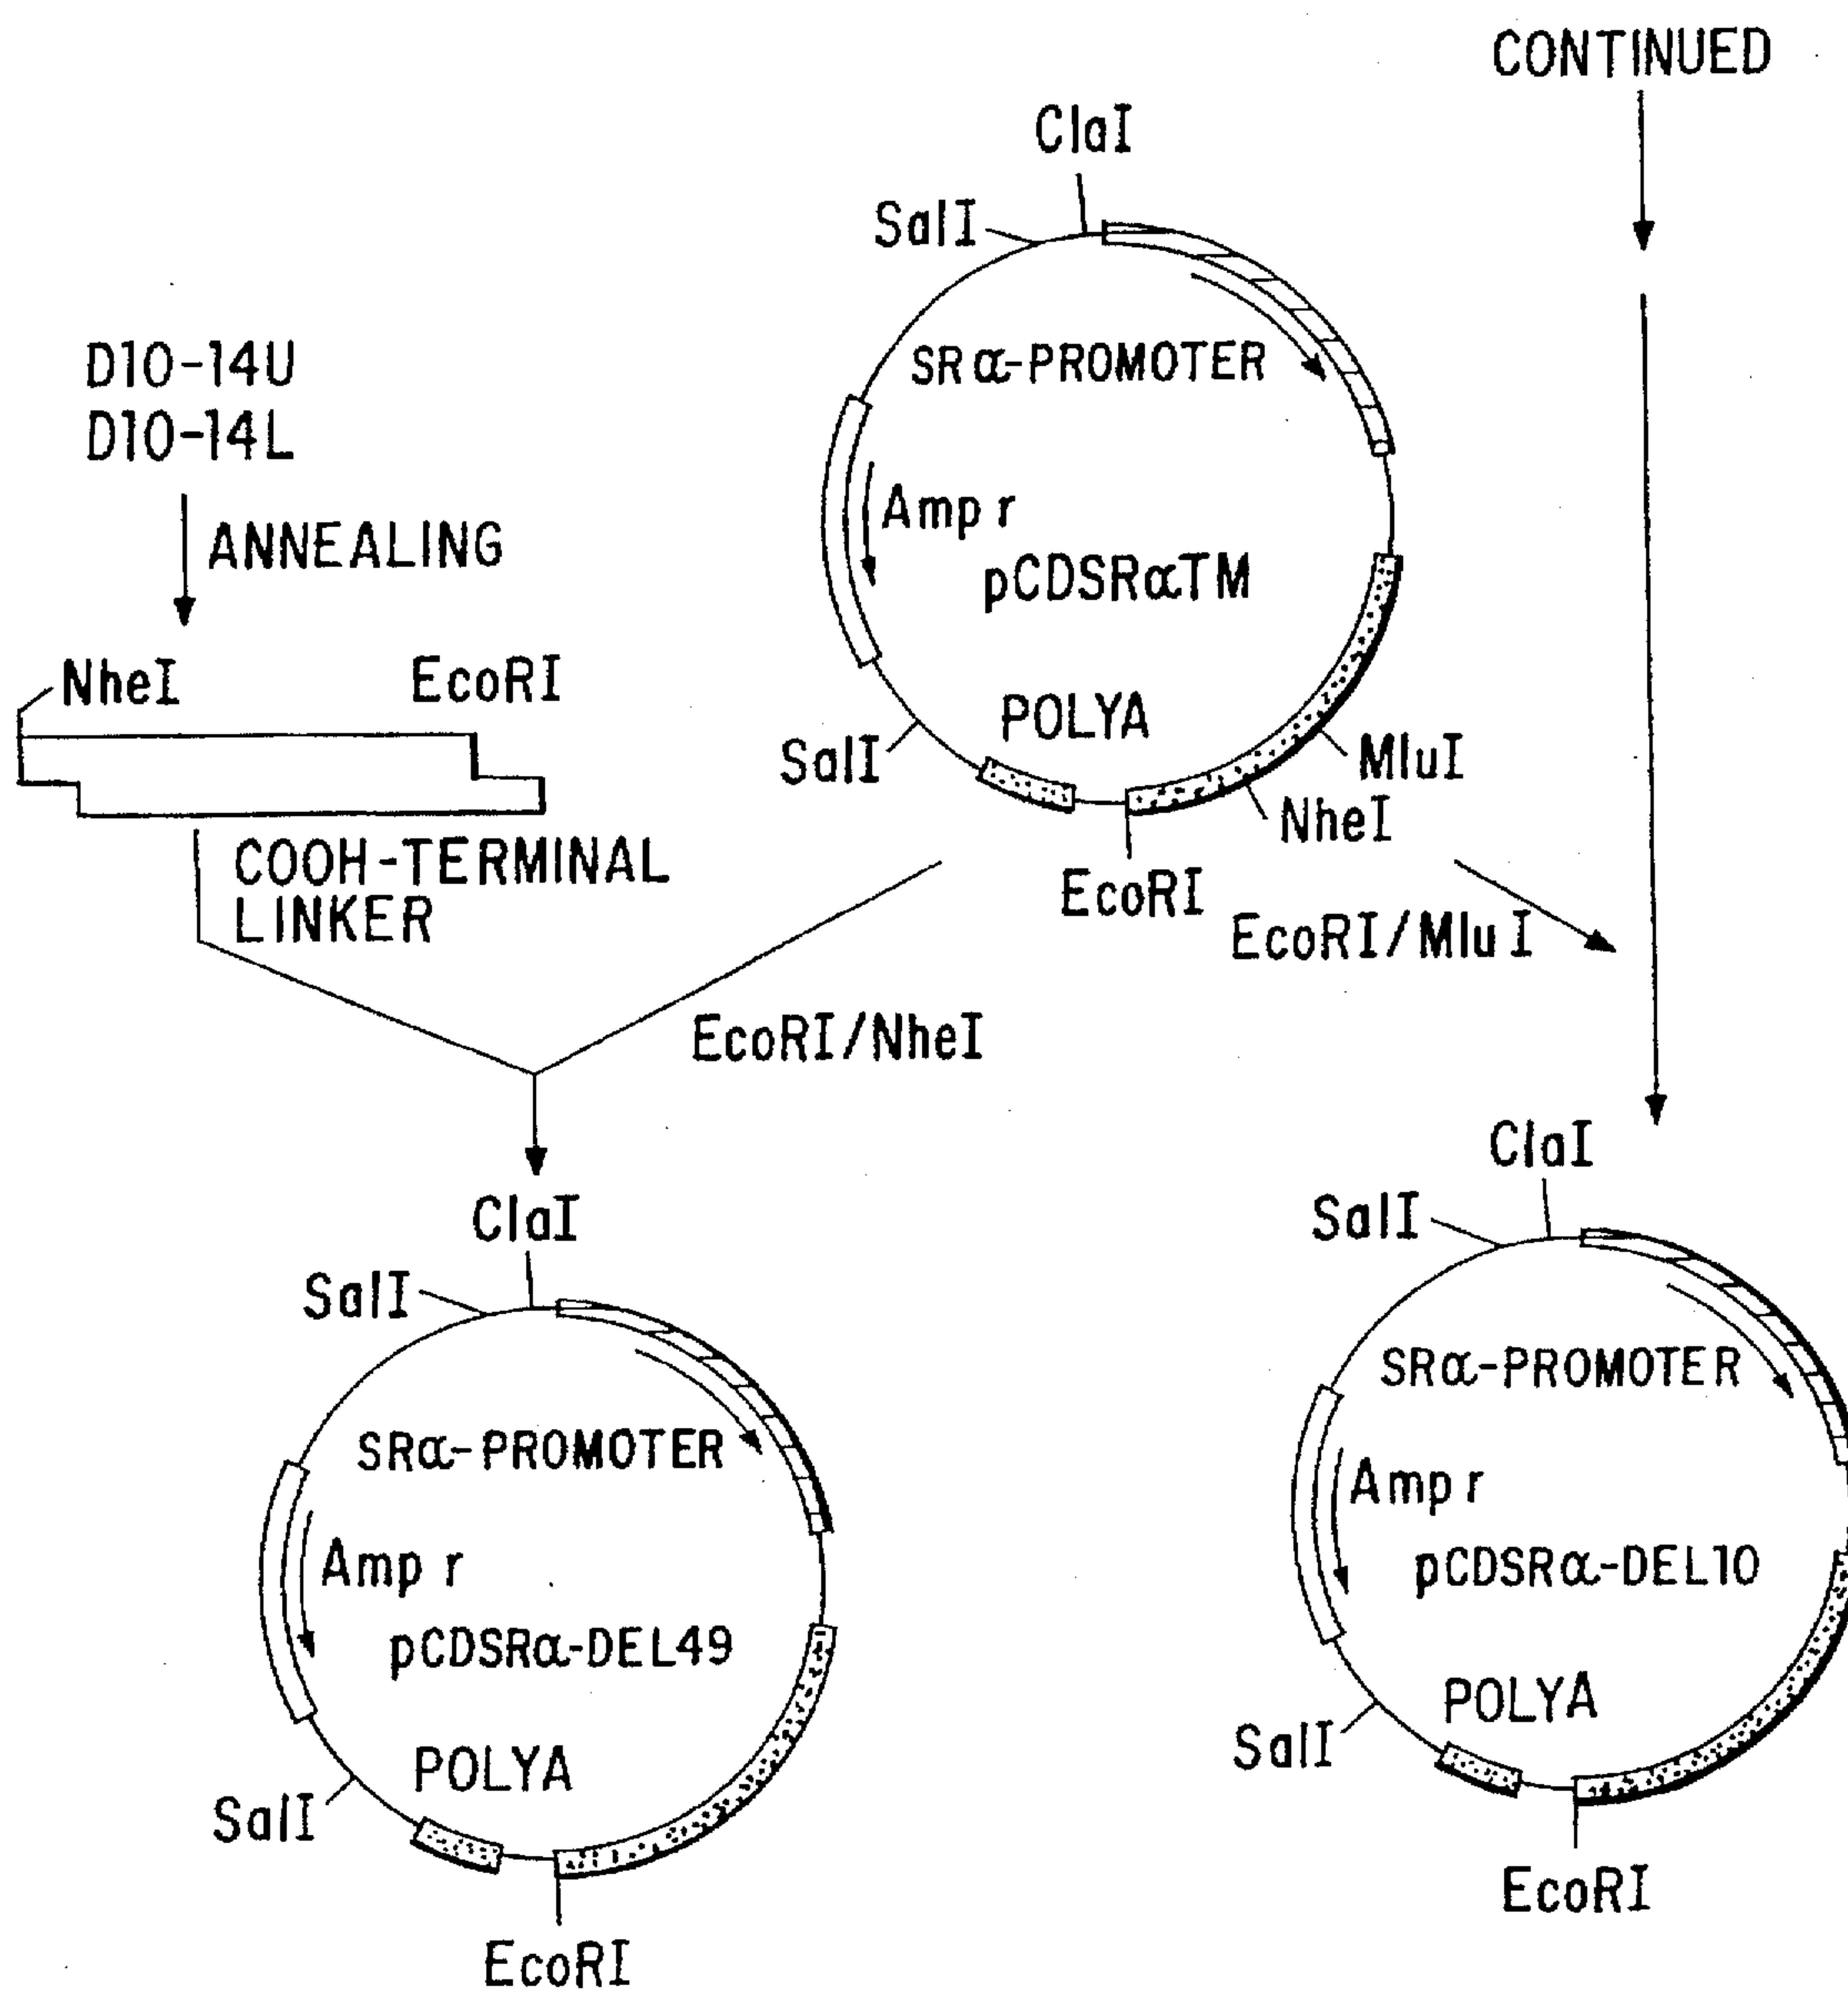 CONTINUED
ClaI
SalI
SRα-PROMOTER
D10-14U
D10-14L
Amp r
ANNEALING
pCDSRαTM
NheI
EcoRI
POLYA
SalI
MluI
NheI
COOH-TERMINAL
LINKER
EcoRI
EcoRI/MluI
EcoRI/NheI
ClaI
SalI
SRα-PROMOTER
Amp r
pCDSRα-DEL49
POLYA
SalI
EcoRI
ClaI
SalI
SRα-PROMOTER
Amp r
pCDSRα-DEL10
POLYA
SalI
EcoRI